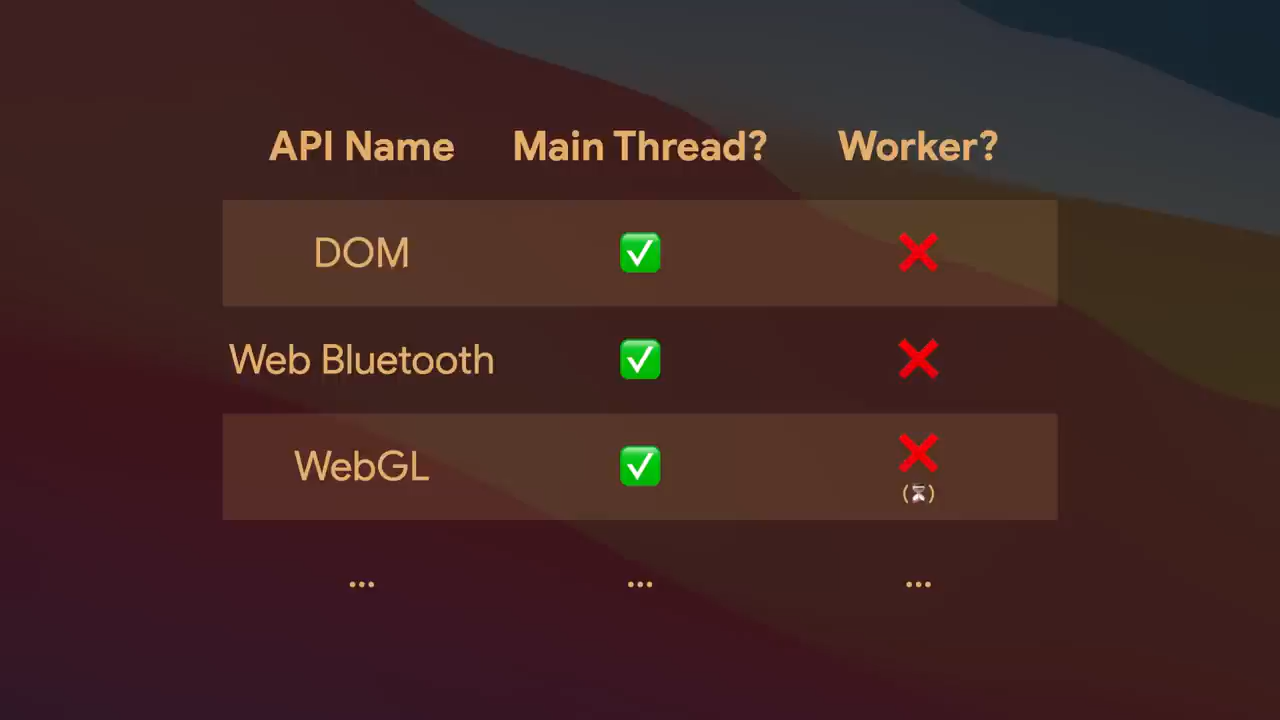 API Name Main Thread? Worker?
DOM ✅ ❌
Web Bluetooth ✅ ❌
WebGL ✅ ❌
(⏳)
... ... ...